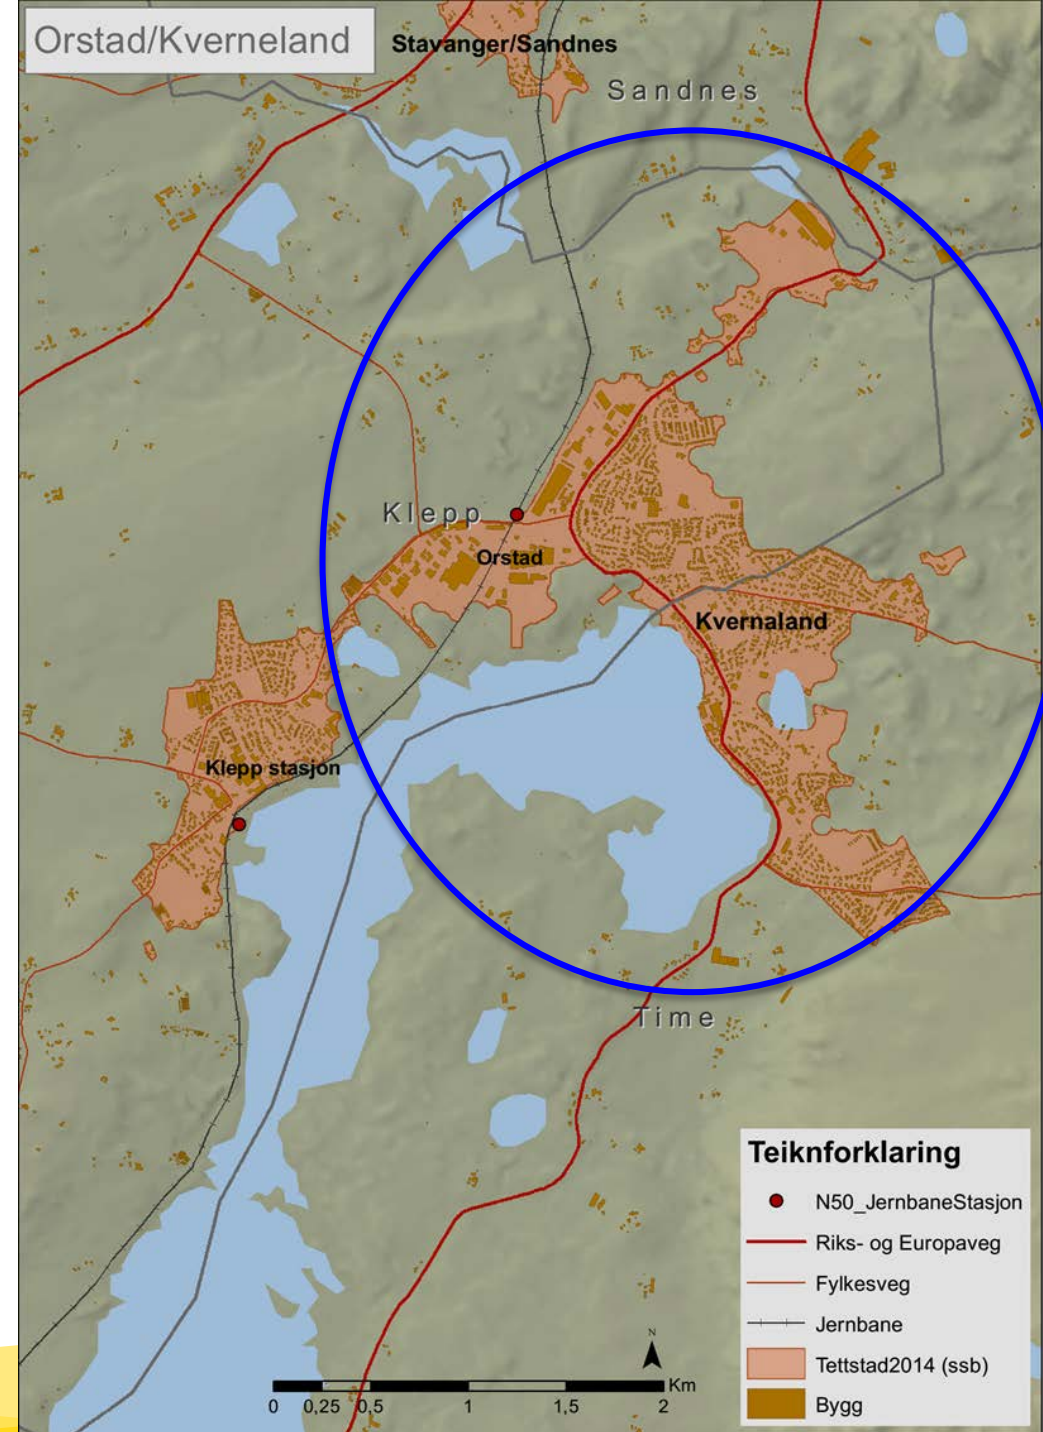 Orstad/Kverneland
Stavanger/Sandnes
Sandnes
Klepp
Orstad
Kvernaland
Klepp stasjon
Time
Teiknforklaring
N50_JernbaneStasjon
Riks- og Europaveg
Fylkesveg
Jernbane
Tettstad2014 (ssb)
Bygg
N
Km
0 0,25 0,5 1 1,5 2